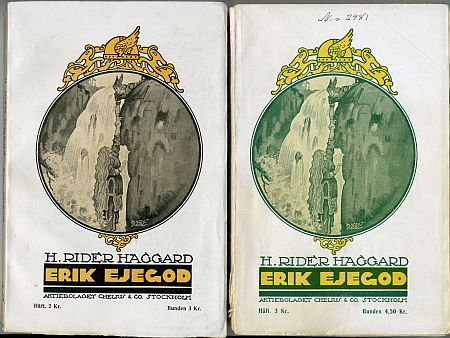 H. RIDER HAGGARD
ERIK EJEGOD
AKTIEBOLAGET CHELIUS & CO. STOCKHOLM
Häft. 2 Kr. Bunden 3 Kr.
2981
H. RIDER HAGGARD
ERIK EJEGOD
AKTIEBOLAGET CHELIUS & CO. STOCKHOLM
Häft. 3 Kr. Bunden 4,50 Kr.